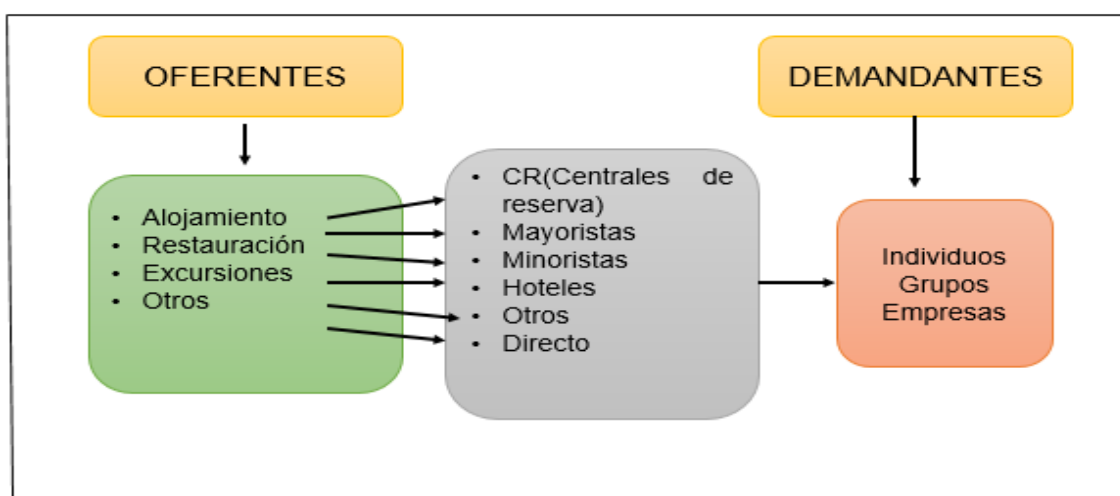 OFERENTES
DEMANDANTES
• Alojamiento
• Restauración
• Excursiones
• Otros
• CR(Centrales de
reserva)
• Mayoristas
• Minoristas
• Hoteles
• Otros
• Directo
Individuos
Grupos
Empresas